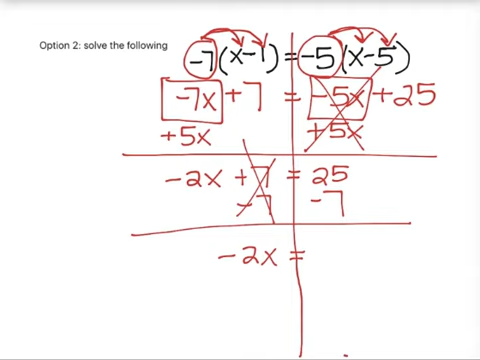 Option 2: solve the following
-7(x-1) = -5(x-5)
-7x +7 = -5x +25
+5x +5x
-2x +7 = 25
-7 -7
-2x =